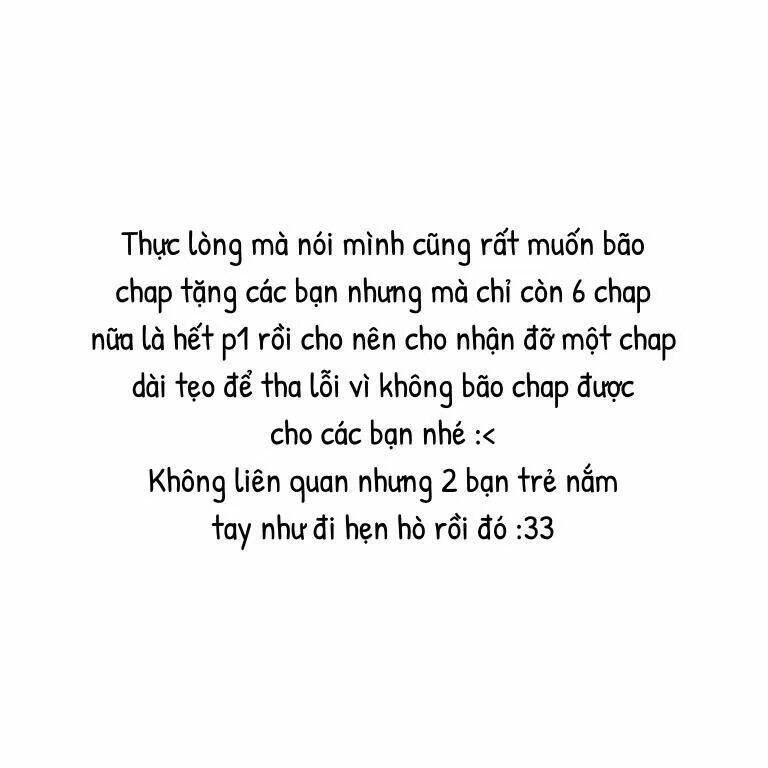 Thực lòng mà nói mình cũng rất muốn bão
chap tặng các bạn nhưng mà chỉ còn 6 chap
nữa là hết p1 rồi cho nên cho nhận đỡ một chap
dài tẹo để tha lỗi vì không bão chap được
cho các bạn nhé :<
Không liên quan nhưng 2 bạn trẻ nắm
tay như đi hẹn hò rồi đó :33